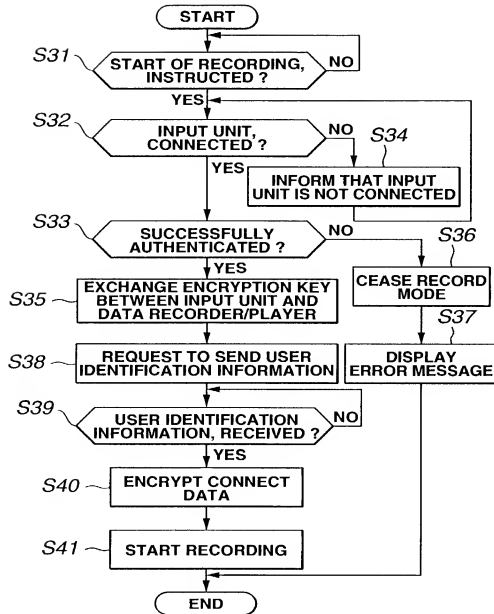 START
S31
START OF RECORDING,
INSTRUCTED ?
NO
YES
S32
INPUT UNIT,
CONNECTED ?
NO
S34
YES
INFORM THAT INPUT
UNIT IS NOT CONNECTED
S33
SUCCESSFULLY
AUTHENTICATED ?
NO
S36
YES
S35
EXCHANGE ENCRYPTION KEY
BETWEEN INPUT UNIT AND
DATA RECORDER/PLAYER
CEASE RECORD
MODE
S37
S38
REQUEST TO SEND USER
IDENTIFICATION INFORMATION
DISPLAY
ERROR MESSAGE
S39
USER IDENTIFICATION
INFORMATION, RECEIVED ?
NO
YES
S40
ENCRYPT CONNECT
DATA
S41
START RECORDING
END